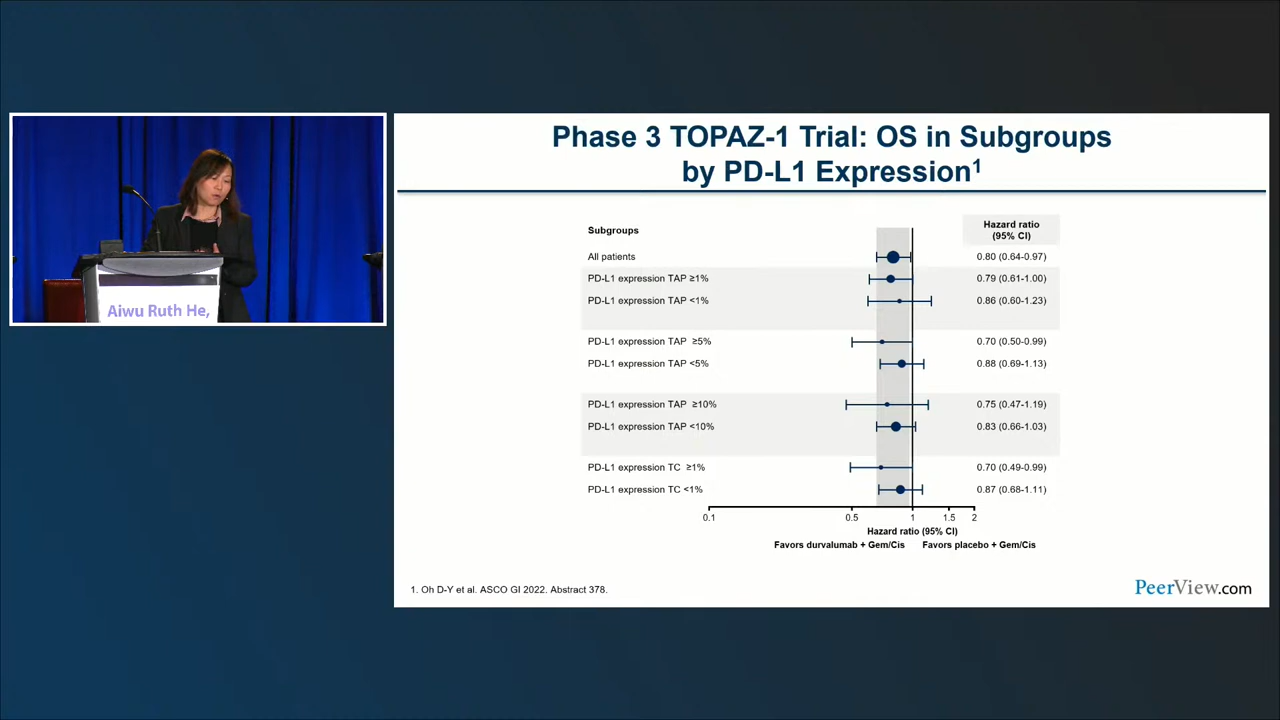 Phase 3 TOPAZ-1 Trial: OS in Subgroups
by PD-L1 Expression1
Subgroups
Hazard ratio
(95% CI)
All patients
0.80 (0.64-0.97)
PD-L1 expression TAP ≥1%
0.79 (0.61-1.00)
PD-L1 expression TAP <1%
0.86 (0.60-1.23)
PD-L1 expression TAP ≥5%
0.70 (0.50-0.99)
PD-L1 expression TAP <5%
0.88 (0.69-1.13)
PD-L1 expression TAP ≥10%
0.75 (0.47-1.19)
PD-L1 expression TAP <10%
0.83 (0.66-1.03)
PD-L1 expression TC ≥1%
0.70 (0.49-0.99)
PD-L1 expression TC <1%
0.87 (0.68-1.11)
0.1 0.5 1 1.5 2
Hazard ratio (95% CI)
Favors durvalumab + Gem/Cis Favors placebo + Gem/Cis
1. Oh D-Y et al. ASCO GI 2022. Abstract 378.
PeerView.com
Aiwu Ruth He,